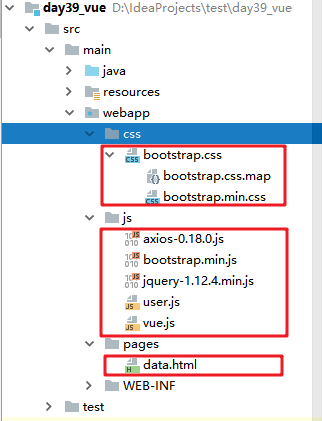 day39_vue D:\IdeaProjects\test\day39_vue
src
main
java
resources
webapp
css
bootstrap.css
bootstrap.css.map
bootstrap.min.css
js
axios-0.18.0.js
bootstrap.min.js
jquery-1.12.4.min.js
user.js
vue.js
pages
data.html
WEB-INF
test